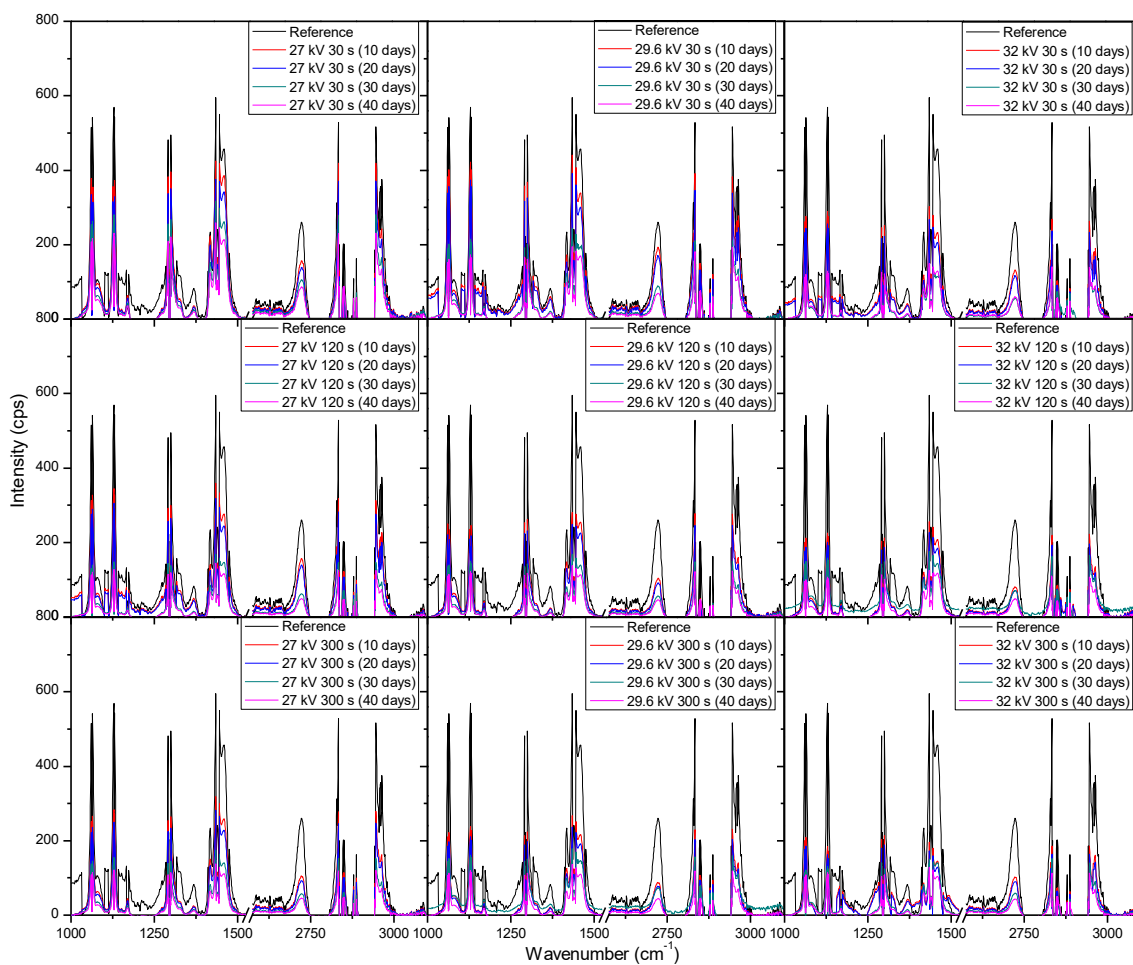 800
600
400
200
800
600
400
200
800
600
400
200
0
Intensity (cps)
Reference
27 kV 30 s (10 days)
27 kV 30 s (20 days)
27 kV 30 s (30 days)
27 kV 30 s (40 days)
Reference
29.6 kV 30 s (10 days)
29.6 kV 30 s (20 days)
29.6 kV 30 s (30 days)
29.6 kV 30 s (40 days)
Reference
32 kV 30 s (10 days)
32 kV 30 s (20 days)
32 kV 30 s (30 days)
32 kV 30 s (40 days)
Reference
27 kV 120 s (10 days)
27 kV 120 s (20 days)
27 kV 120 s (30 days)
27 kV 120 s (40 days)
Reference
29.6 kV 120 s (10 days)
29.6 kV 120 s (20 days)
29.6 kV 120 s (30 days)
29.6 kV 120 s (40 days)
Reference
32 kV 120 s (10 days)
32 kV 120 s (20 days)
32 kV 120 s (30 days)
32 kV 120 s (40 days)
Reference
27 kV 300 s (10 days)
27 kV 300 s (20 days)
27 kV 300 s (30 days)
27 kV 300 s (40 days)
Reference
29.6 kV 300 s (10 days)
29.6 kV 300 s (20 days)
29.6 kV 300 s (30 days)
29.6 kV 300 s (40 days)
Reference
32 kV 300 s (10 days)
32 kV 300 s (20 days)
32 kV 300 s (30 days)
32 kV 300 s (40 days)
1000 1250 1500 2750 3000 1250 1500 2750 3000 1000 1250 1500 2750 3000
Wavenumber (cm⁻¹)